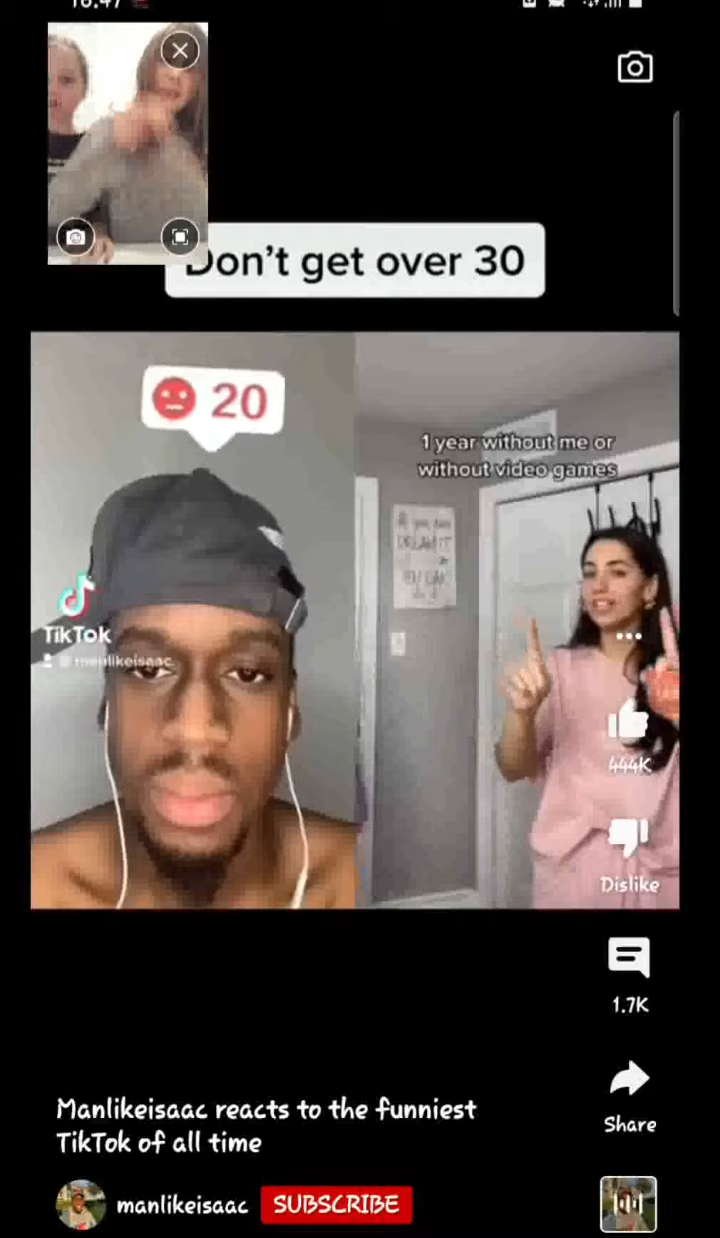 Don't get over 30
20
1 year without me or
without video games
TikTok
manlikeisaac
444K
Dislike
1.7K
Share
Manlikeisaac reacts to the funniest
TikTok of all time
manlikeisaac SUBSCRIBE